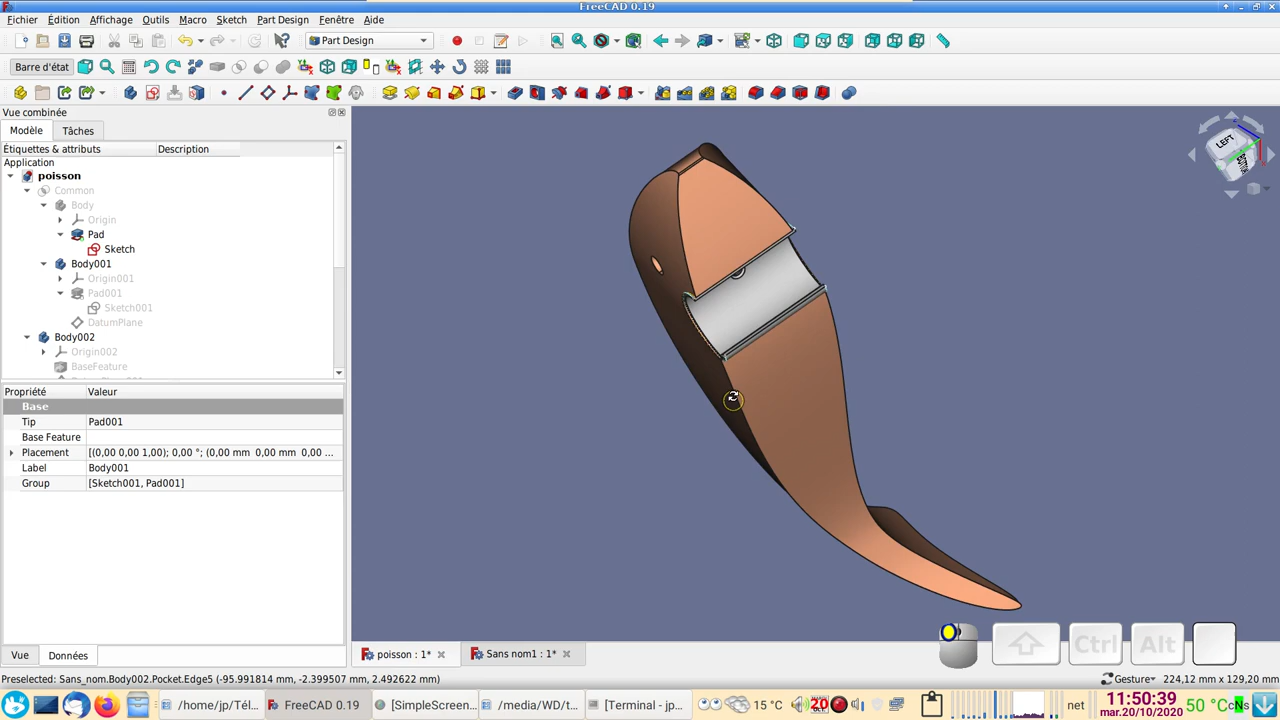 FreeCAD 0.19
Fichier Édition Affichage Outils Macro Sketch Part Design Fenêtre Aide
Part Design
Barre d'état
Vue combinée
Modèle Tâches
Étiquettes & attributs Description
Application
poisson
Common
Body
Origin
Pad
Sketch
Body001
Origin001
Pad001
Sketch001
DatumPlane
Body002
Origin002
BaseFeature
Propriété Valeur
Base
Tip Pad001
Base Feature
Placement [(0,00 0,00 1,00); 0,00 °; (0,00 mm 0,00 mm 0,00 ...
Label Body001
Group [Sketch001, Pad001]
LEFT
BOTTOM
Ctrl Alt
Vue Données
poisson : 1* Sans nom1 : 1*
Preselected: Sans_nom.Body002.Pocket.Edge5 (-95.991814 mm, -2.399507 mm, 2.492622 mm)
Gesture 224,12 mm x 129,20 mm
/home/jp/Tél... FreeCAD 0.19 [SimpleScreen... /media/WD/t... [Terminal - jp... 15 °C 20 net 11:50:39 mar.20/10/2020 50 °C